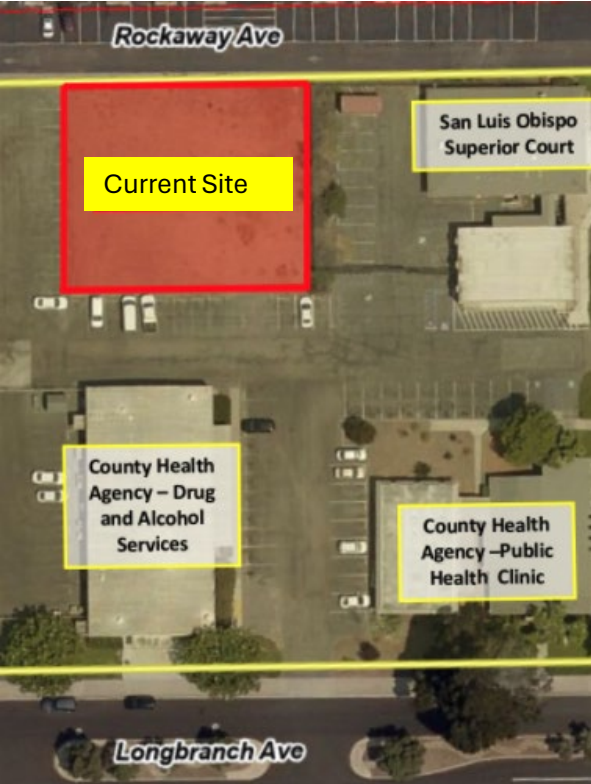 Rockaway Ave
San Luis Obispo
Superior Court
Current Site
County Health
Agency – Drug
and Alcohol
Services
County Health
Agency –Public
Health Clinic
Longbranch Ave